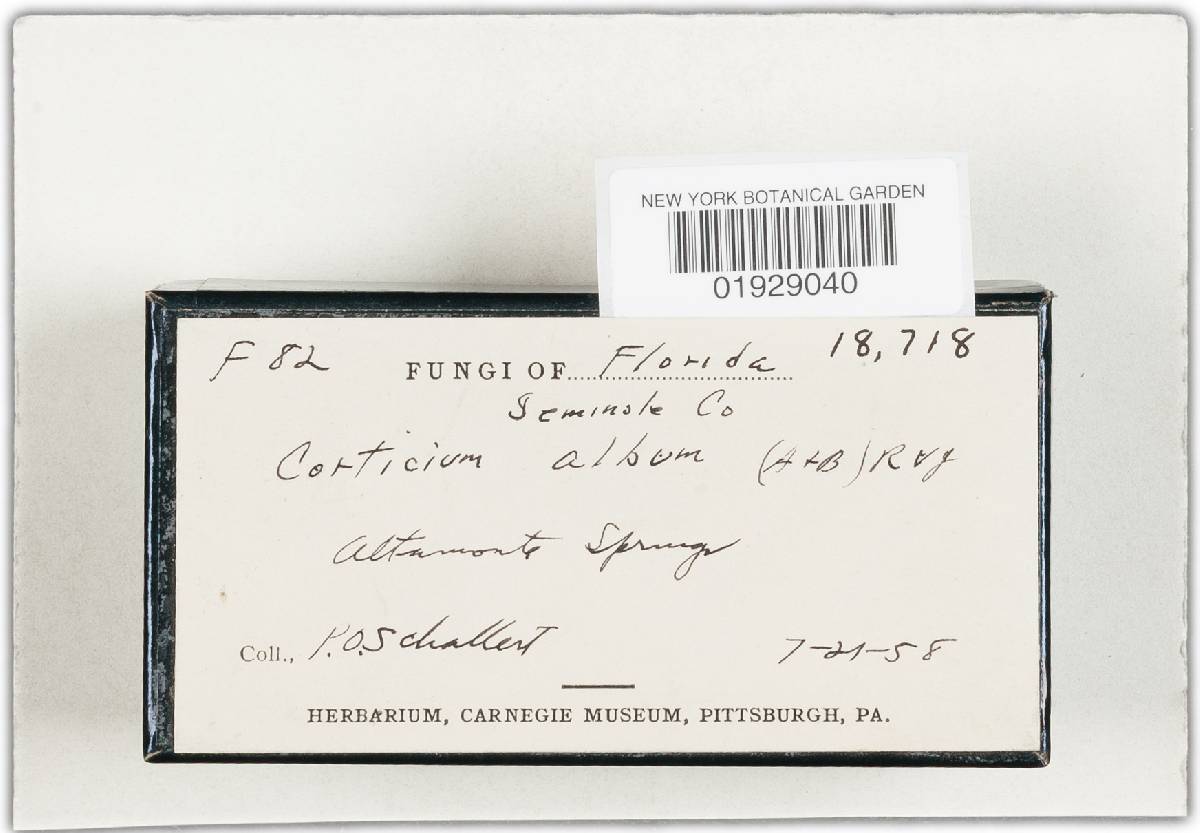 NEW YORK BOTANICAL GARDEN
01929040
F 82 FUNGI OF Florida 18,718
Seminole Co
Corticium album (A+B) Rvg
Altamonte Springs
Coll., P.O. Schallert 7-21-58
HERBARIUM, CARNEGIE MUSEUM, PITTSBURGH, PA.